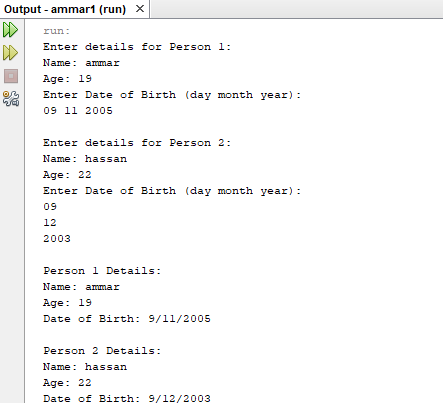 Output - ammar1 (run)
run:
Enter details for Person 1:
Name: ammar
Age: 19
Enter Date of Birth (day month year):
09 11 2005
Enter details for Person 2:
Name: hassan
Age: 22
Enter Date of Birth (day month year):
09
12
2003
Person 1 Details:
Name: ammar
Age: 19
Date of Birth: 9/11/2005
Person 2 Details:
Name: hassan
Age: 22
Date of Birth: 9/12/2003